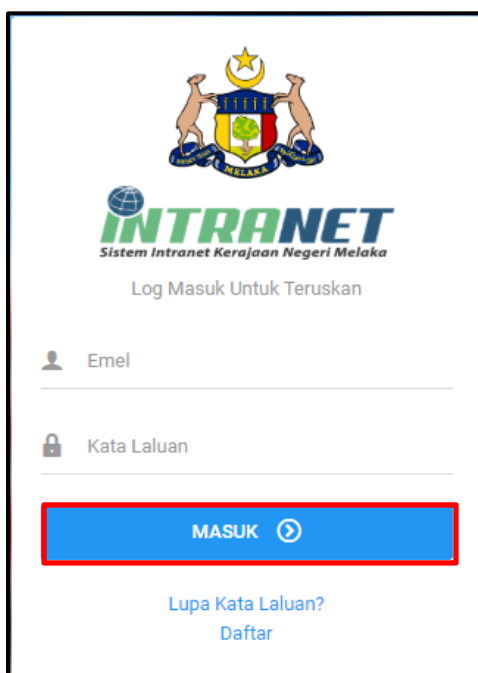 MELAKA
INTRANET
Sistem Intranet Kerajaan Negeri Melaka
Log Masuk Untuk Teruskan
Emel
Kata Laluan
MASUK
Lupa Kata Laluan?
Daftar